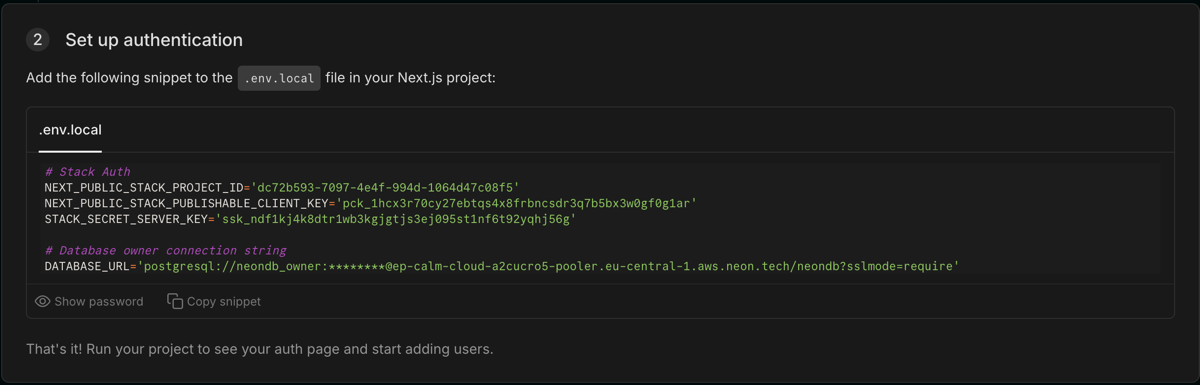 2 Set up authentication
Add the following snippet to the .env.local file in your Next.js project:
.env.local
# Stack Auth
NEXT_PUBLIC_STACK_PROJECT_ID='dc72b593-7097-4e4f-994d-1064d47c08f5'
NEXT_PUBLIC_STACK_PUBLISHABLE_CLIENT_KEY='pck_1hcx3r70cy27ebtqs4x8frbncsdr3q7b5bx3w0gf0g1ar'
STACK_SECRET_SERVER_KEY='ssk_ndf1kj4k8dtr1wb3kgjgtjs3ej095st1nf6t92yqhj56g'
# Database owner connection string
DATABASE_URL='postgresql://neondb_owner:********@ep-calm-cloud-a2cucro5-pooler.eu-central-1.aws.neon.tech/neondb?sslmode=require'
Show password Copy snippet
That's it! Run your project to see your auth page and start adding users.